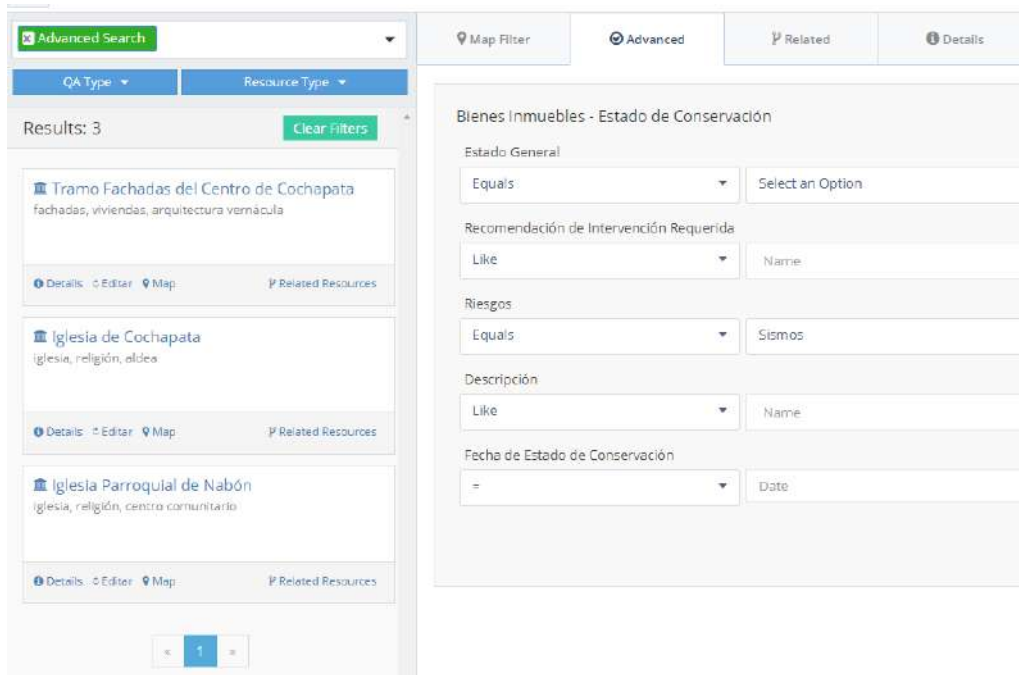 Advanced Search
QA Type
Resource Type
Results: 3
Clear Filters
Tramo Fachadas del Centro de Cochapata
fachadas, viviendas, arquitectura vernácula
Details Editar Map Related Resources
Iglesia de Cochapata
iglesia, religión, aldea
Details Editar Map Related Resources
Iglesia Parroquial de Nabón
iglesia, religión, centro comunitario
Details Editar Map Related Resources
« 1 »
Map Filter
Advanced
Related
Details
Bienes Inmuebles - Estado de Conservación
Estado General
Equals Select an Option
Recomendación de Intervención Requerida
Like Name
Riesgos
Equals Sismos
Descripción
Like Name
Fecha de Estado de Conservación
= Date